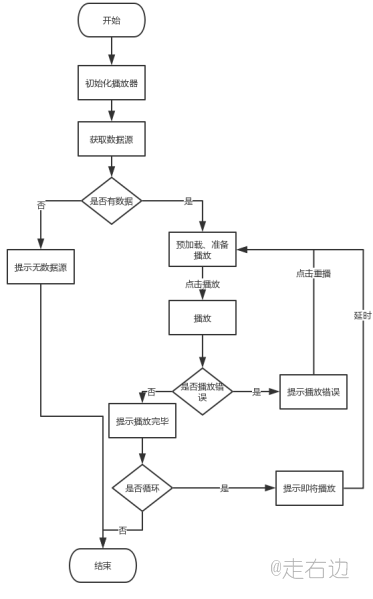 开始
初始化播放器
获取数据源
是否有数据
否
是
提示无数据源
预加载、准备
播放
点击播放
播放
点击重播
延时
是否播放错
误
否
是
提示播放错误
提示播放完毕
是否循环
是
提示即将播放
否
结束
@走右边